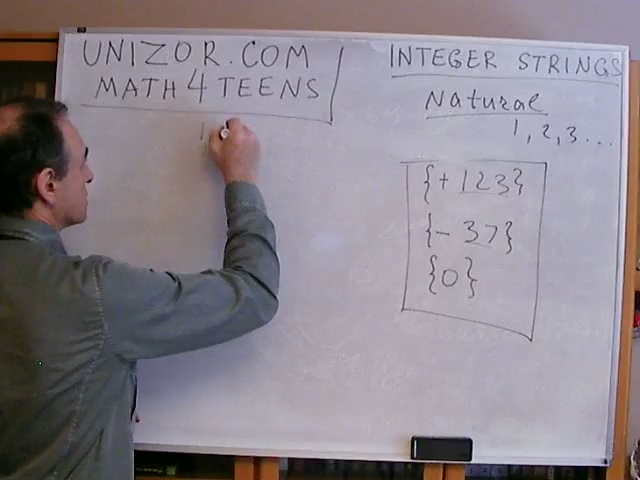 UNIZOR.COM
MATH 4 TEENS
INTEGER STRINGS
Natural
1, 2, 3...
{+ 123}
{- 37}
{0}